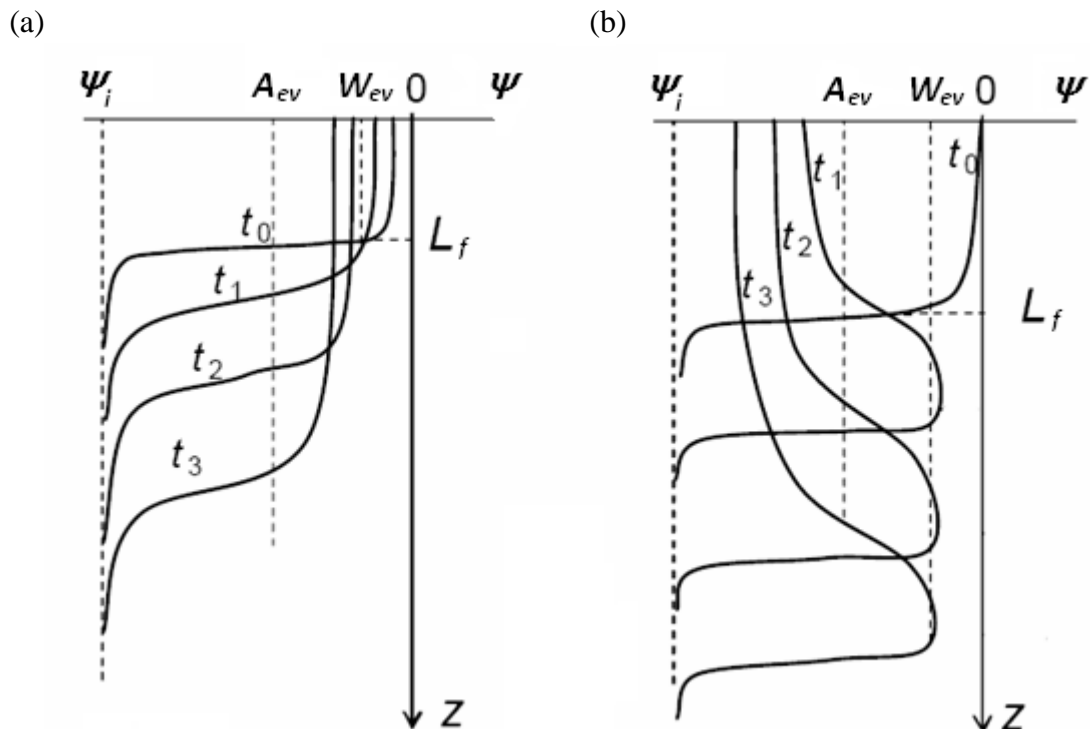 (a) (b)
Ψi Aev Wev 0 Ψ
Ψi Aev Wev 0 Ψ
t0
Lf
t1
t2
t3
Z
t0
t1
t2
t3
Lf
Z